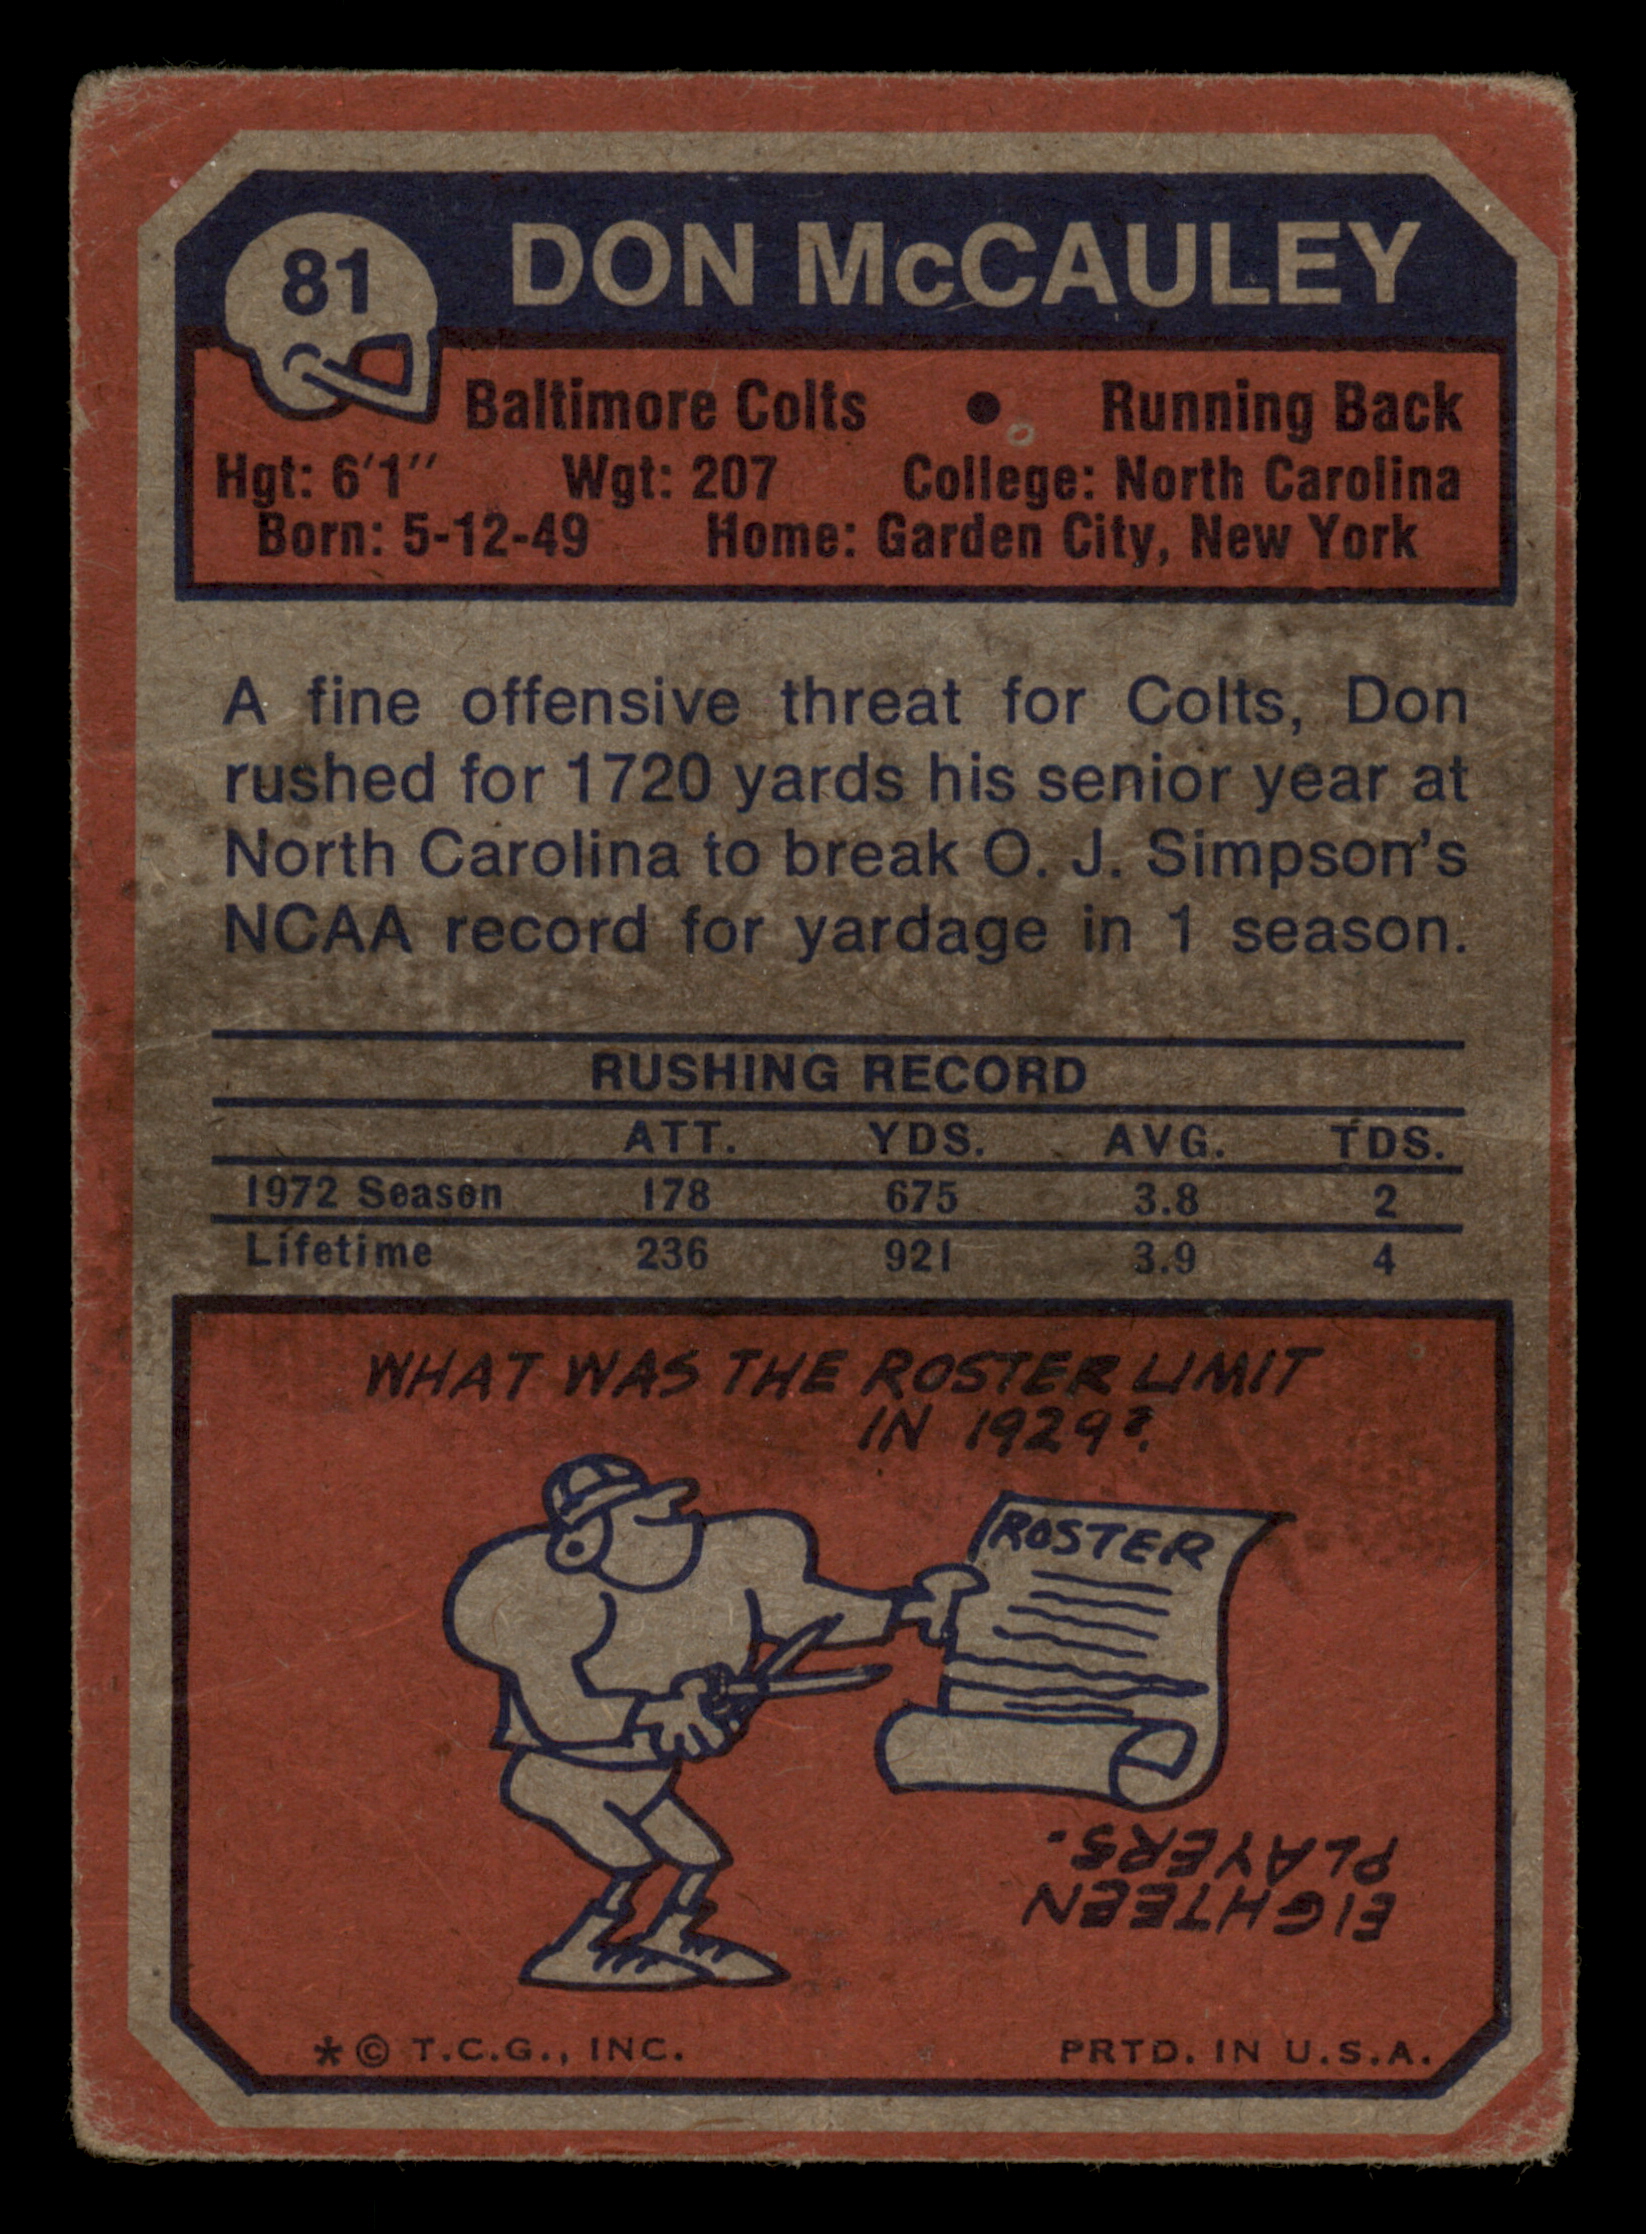 81
DON McCAULEY
Baltimore Colts • Running Back
Hgt: 6'1" Wgt: 207 College: North Carolina
Born: 5-12-49 Home: Garden City, New York
A fine offensive threat for Colts, Don
rushed for 1720 yards his senior year at
North Carolina to break O. J. Simpson's
NCAA record for yardage in 1 season.
RUSHING RECORD
ATT. YDS. AVG. TDS.
1972 Season 178 675 3.8 2
Lifetime 236 921 3.9 4
WHAT WAS THE ROSTER LIMIT
IN 1929?
ROSTER
EIGHTEEN
PLAYERS.
*© T.C.G., INC. PRTD. IN U.S.A.